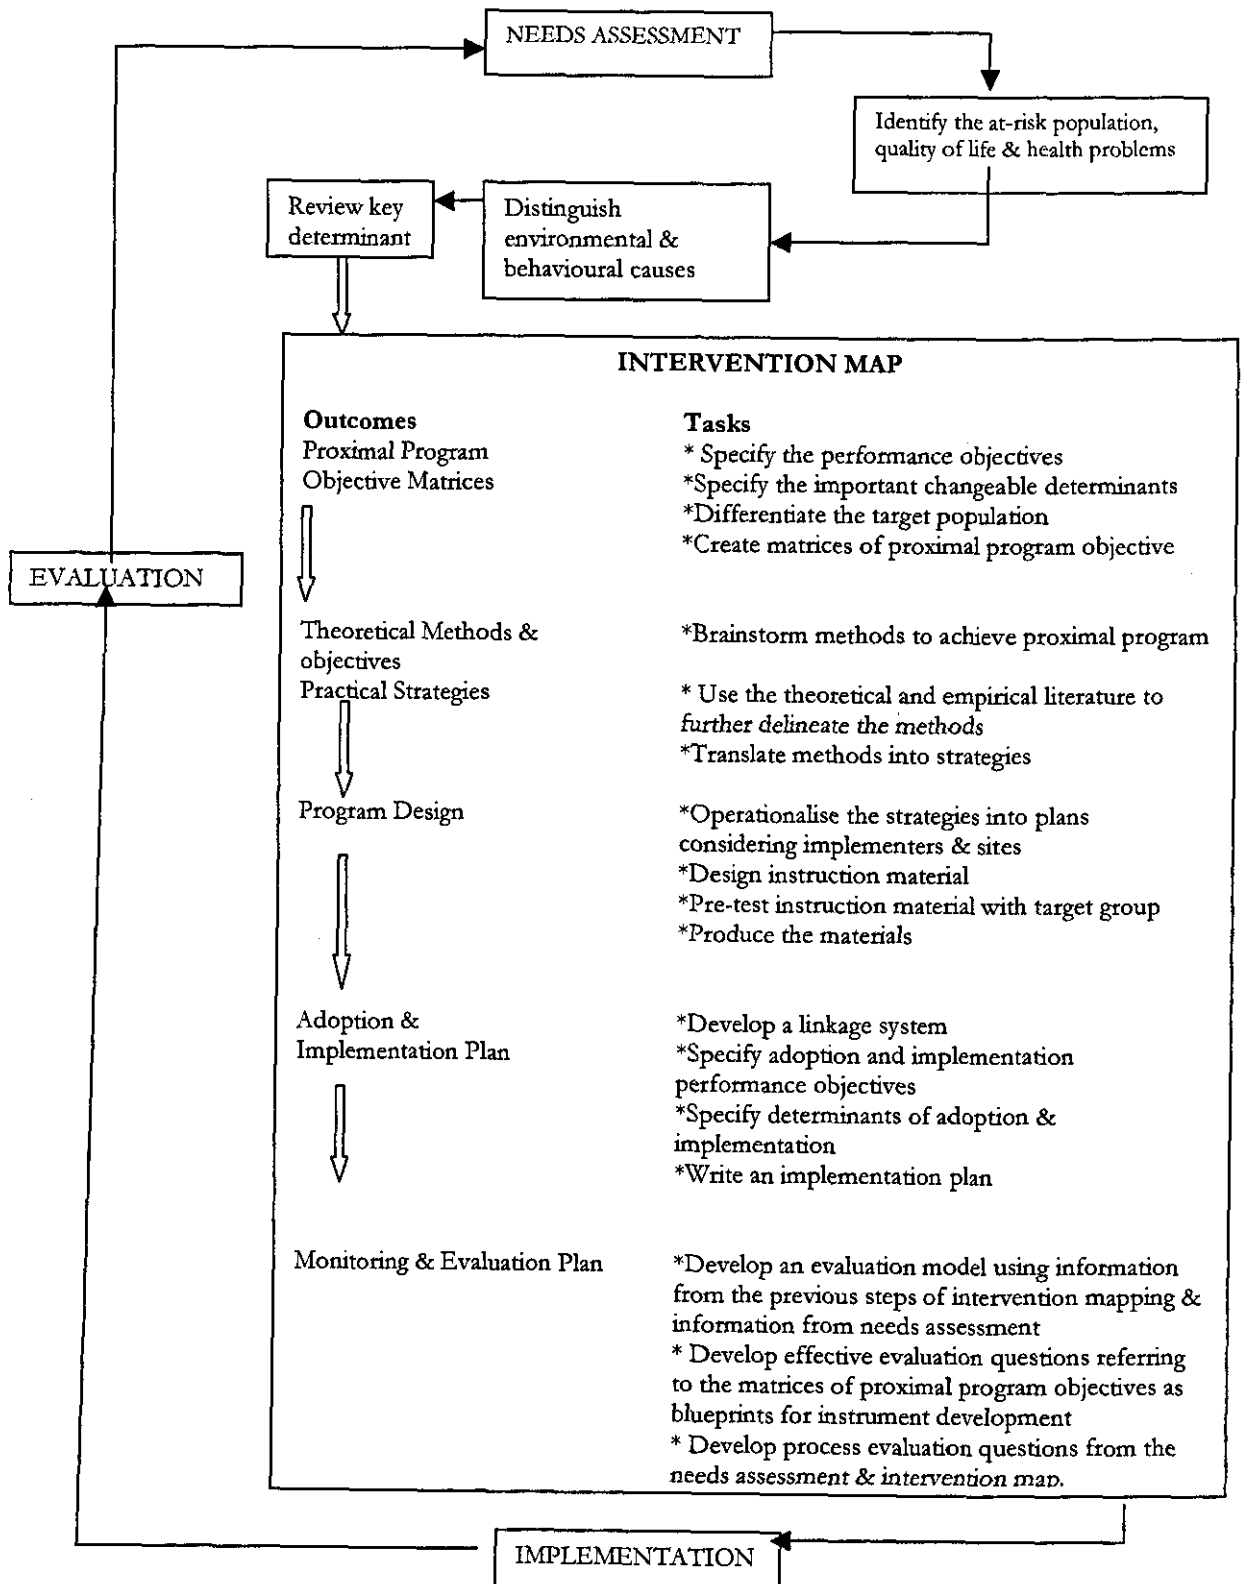 NEEDS ASSESSMENT
Identify the at-risk population,
quality of life & health problems
Distinguish
environmental &
behavioural causes
Review key
determinant
INTERVENTION MAP
Outcomes
Proximal Program
Objective Matrices
Tasks
* Specify the performance objectives
*Specify the important changeable determinants
*Differentiate the target population
*Create matrices of proximal program objective
Theoretical Methods &
objectives
Practical Strategies
*Brainstorm methods to achieve proximal program
* Use the theoretical and empirical literature to
further delineate the methods
*Translate methods into strategies
Program Design
*Operationalise the strategies into plans
considering implementers & sites
*Design instruction material
*Pre-test instruction material with target group
*Produce the materials
Adoption &
Implementation Plan
*Develop a linkage system
*Specify adoption and implementation
performance objectives
*Specify determinants of adoption &
implementation
*Write an implementation plan
Monitoring & Evaluation Plan
*Develop an evaluation model using information
from the previous steps of intervention mapping &
information from needs assessment
* Develop effective evaluation questions referring
to the matrices of proximal program objectives as
blueprints for instrument development
* Develop process evaluation questions from the
needs assessment & intervention map.
IMPLEMENTATION
EVALUATION